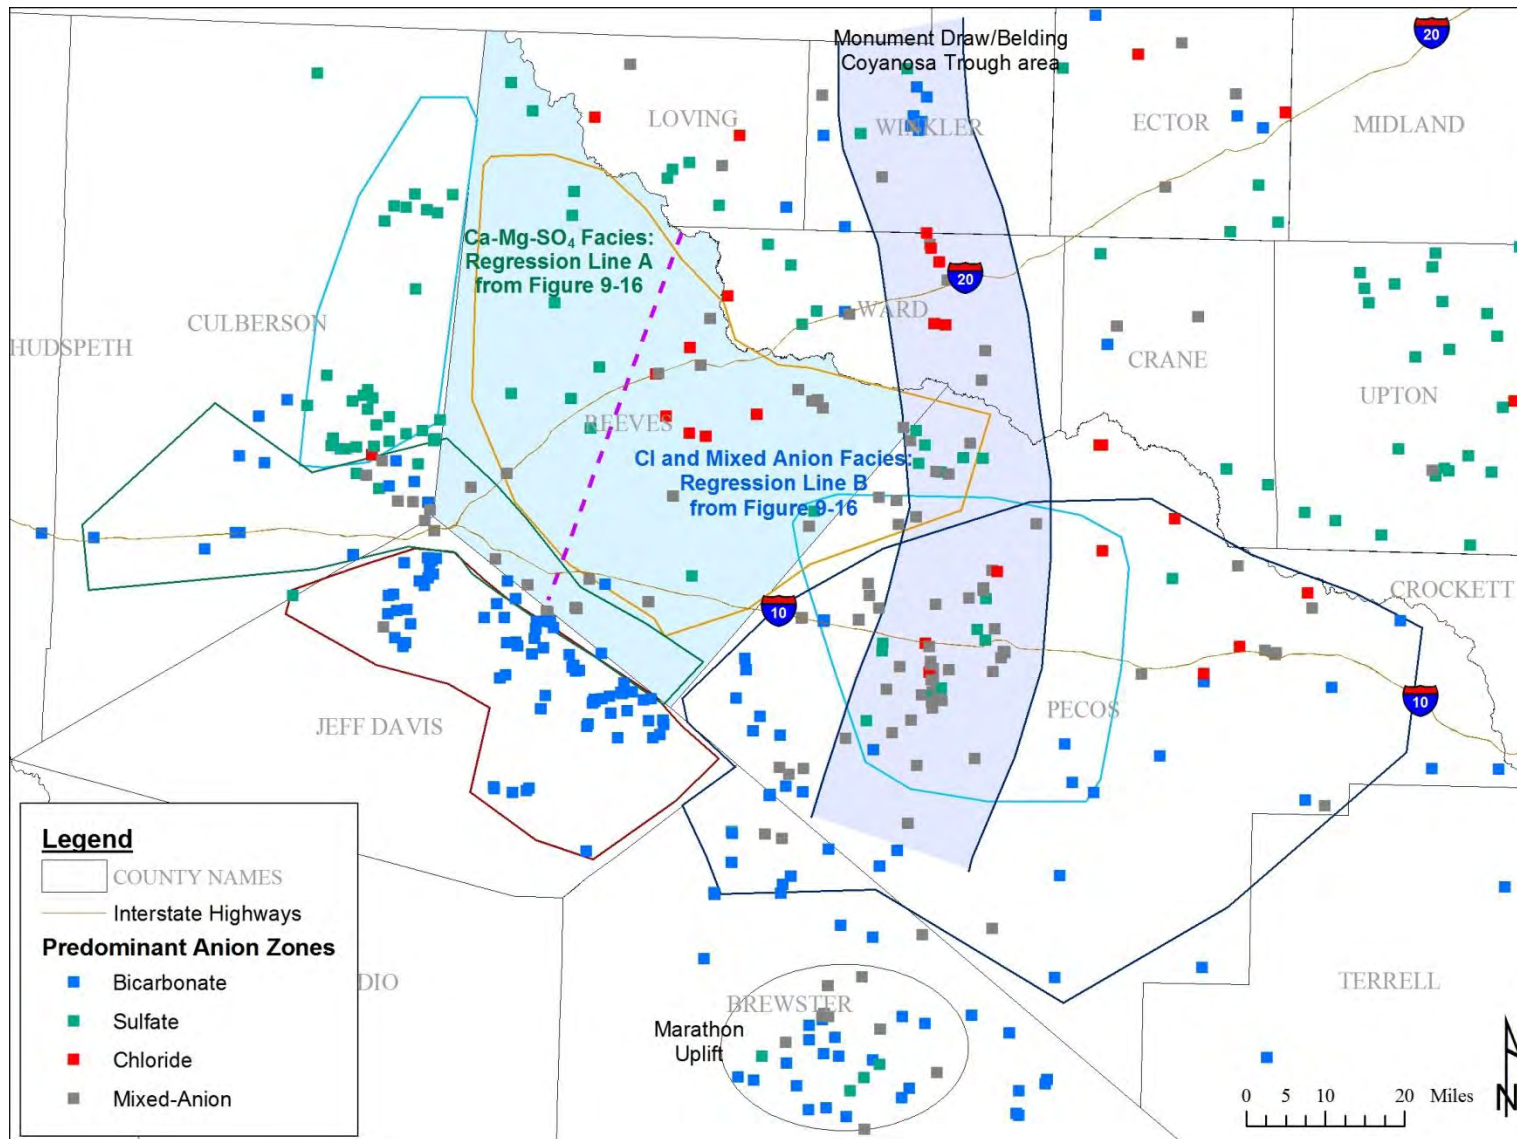 Monument Draw/Belding
Coyanosa Trough area
20
LOVING
WINKLER
ECTOR
MIDLAND
Ca-Mg-SO₄ Facies:
Regression Line A
from Figure 9-16
20
CULBERSON
WARD
HUDSPETH
CRANE
UPTON
REEVES
Cl and Mixed Anion Facies:
Regression Line B
from Figure 9-16
CROCKETT
10
PECOS
10
JEFF DAVIS
Legend
COUNTY NAMES
Interstate Highways
Predominant Anion Zones
Bicarbonate
Sulfate
Chloride
Mixed-Anion
DIO
TERRELL
BREWSTER
Marathon
Uplift
0 5 10 20 Miles
N